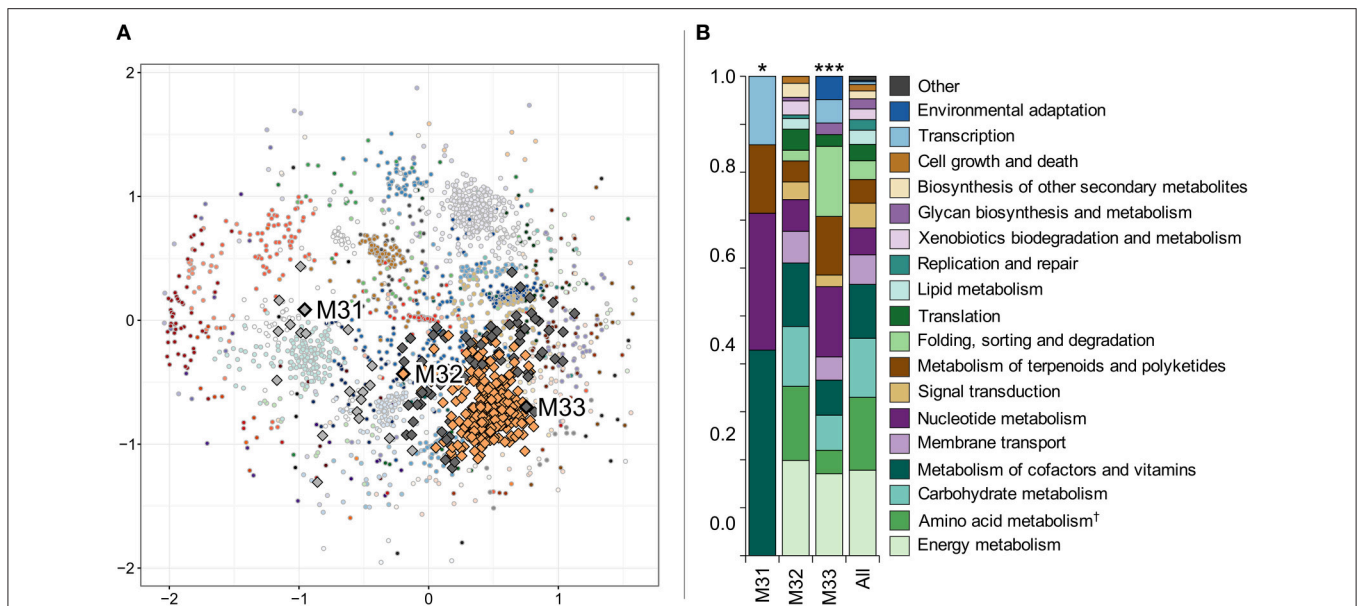 A
2
1
0
−1
−2
−2
−1
0
1
M31
M32
M33
B
* ***
1.0
0.8
0.6
0.4
0.2
0.0
M31
M32
M33
All
Other
Environmental adaptation
Transcription
Cell growth and death
Biosynthesis of other secondary metabolites
Glycan biosynthesis and metabolism
Xenobiotics biodegradation and metabolism
Replication and repair
Lipid metabolism
Translation
Folding, sorting and degradation
Metabolism of terpenoids and polyketides
Signal transduction
Nucleotide metabolism
Membrane transport
Metabolism of cofactors and vitamins
Carbohydrate metabolism
Amino acid metabolism†
Energy metabolism